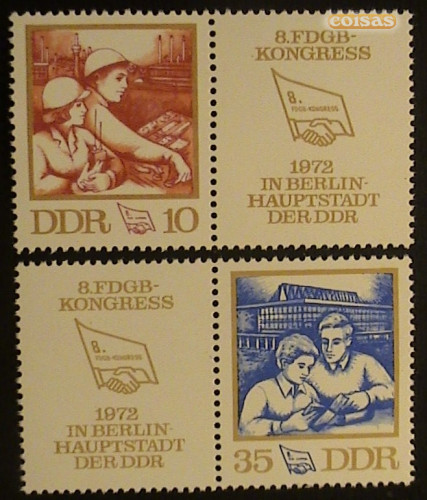 coisas
8.FDGB-
KONGRESS
8.
FDGB-KONGRESS
1972
IN BERLIN-
HAUPTSTADT
DER DDR
DDR 10
8.FDGB-
KONGRESS
8.
FDGB-KONGRESS
1972
IN BERLIN-
HAUPTSTADT
DER DDR
35 DDR